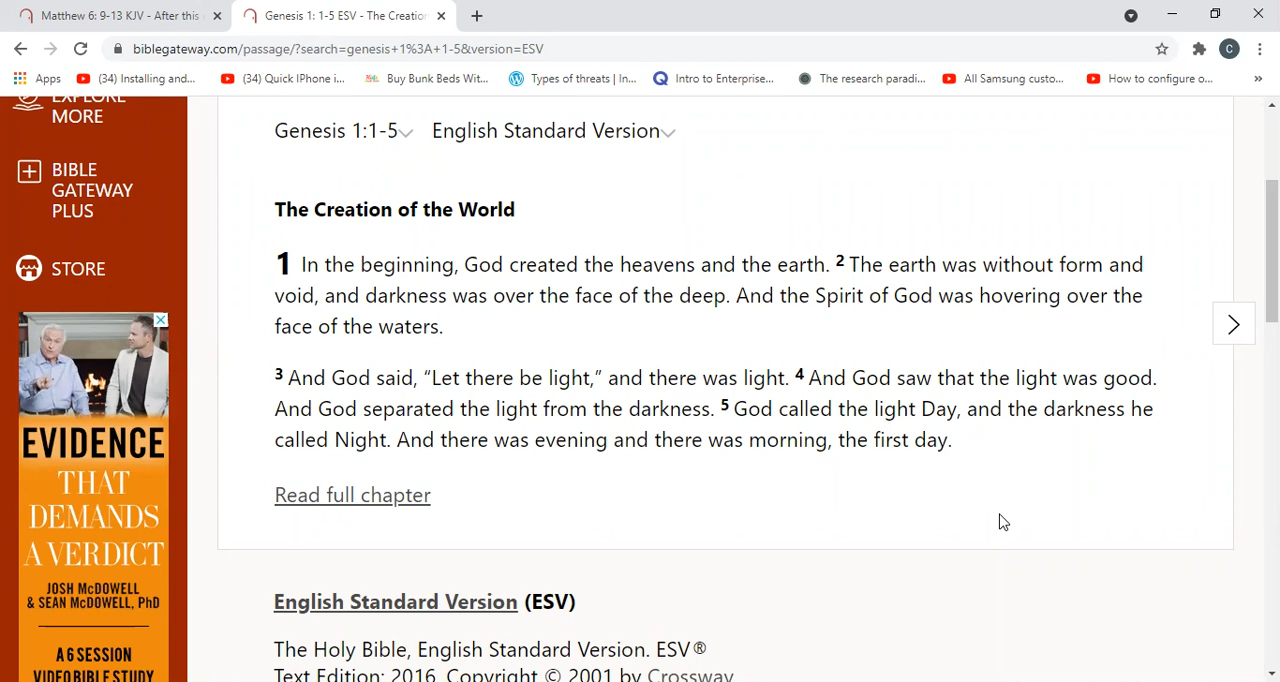 Matthew 6: 9-13 KJV - After this
Genesis 1: 1-5 ESV - The Creation
biblegateway.com/passage/?search=genesis+1%3A+1-5&version=ESV
C
Apps
(34) Installing and...
(34) Quick IPhone i...
Buy Bunk Beds Wit...
Types of threats | In...
Intro to Enterprise...
The research paradi...
All Samsung custo...
How to configure o...
»
EXPLORE
MORE
BIBLE
GATEWAY
PLUS
STORE
EVIDENCE
THAT
DEMANDS
A VERDICT
JOSH McDOWELL
& SEAN McDOWELL, PhD
A 6 SESSION
VIDEO BIBLE STUDY
Genesis 1:1-5 English Standard Version
The Creation of the World
1 In the beginning, God created the heavens and the earth. 2 The earth was without form and
void, and darkness was over the face of the deep. And the Spirit of God was hovering over the
face of the waters.
3 And God said, “Let there be light,” and there was light. 4 And God saw that the light was good.
And God separated the light from the darkness. 5 God called the light Day, and the darkness he
called Night. And there was evening and there was morning, the first day.
Read full chapter
English Standard Version (ESV)
The Holy Bible, English Standard Version. ESV®
Text Edition: 2016. Copyright © 2001 by Crossway